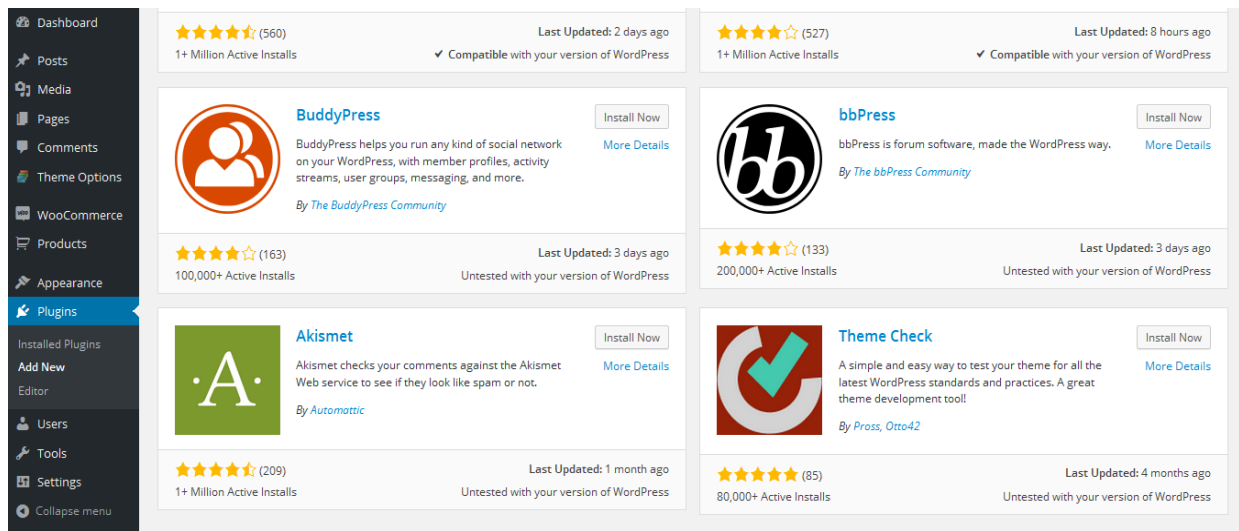 Dashboard
Posts
Media
Pages
Comments
Theme Options
WooCommerce
Products
Appearance
Plugins
Installed Plugins
Add New
Editor
Users
Tools
Settings
Collapse menu
(560)
Last Updated: 2 days ago
1+ Million Active Installs
✔ Compatible with your version of WordPress
(527)
Last Updated: 8 hours ago
1+ Million Active Installs
✔ Compatible with your version of WordPress
BuddyPress
Install Now
More Details
BuddyPress helps you run any kind of social network
on your WordPress, with member profiles, activity
streams, user groups, messaging, and more.
By The BuddyPress Community
(163)
Last Updated: 3 days ago
100,000+ Active Installs
Untested with your version of WordPress
bb
bbPress
Install Now
More Details
bbPress is forum software, made the WordPress way.
By The bbPress Community
(133)
Last Updated: 3 days ago
200,000+ Active Installs
Untested with your version of WordPress
·A·
Akismet
Install Now
More Details
Akismet checks your comments against the Akismet
Web service to see if they look like spam or not.
By Automattic
(209)
Last Updated: 1 month ago
1+ Million Active Installs
Untested with your version of WordPress
Theme Check
Install Now
More Details
A simple and easy way to test your theme for all the
latest WordPress standards and practices. A great
theme development tool!
By Pross, Otto42
(85)
Last Updated: 4 months ago
80,000+ Active Installs
Untested with your version of WordPress